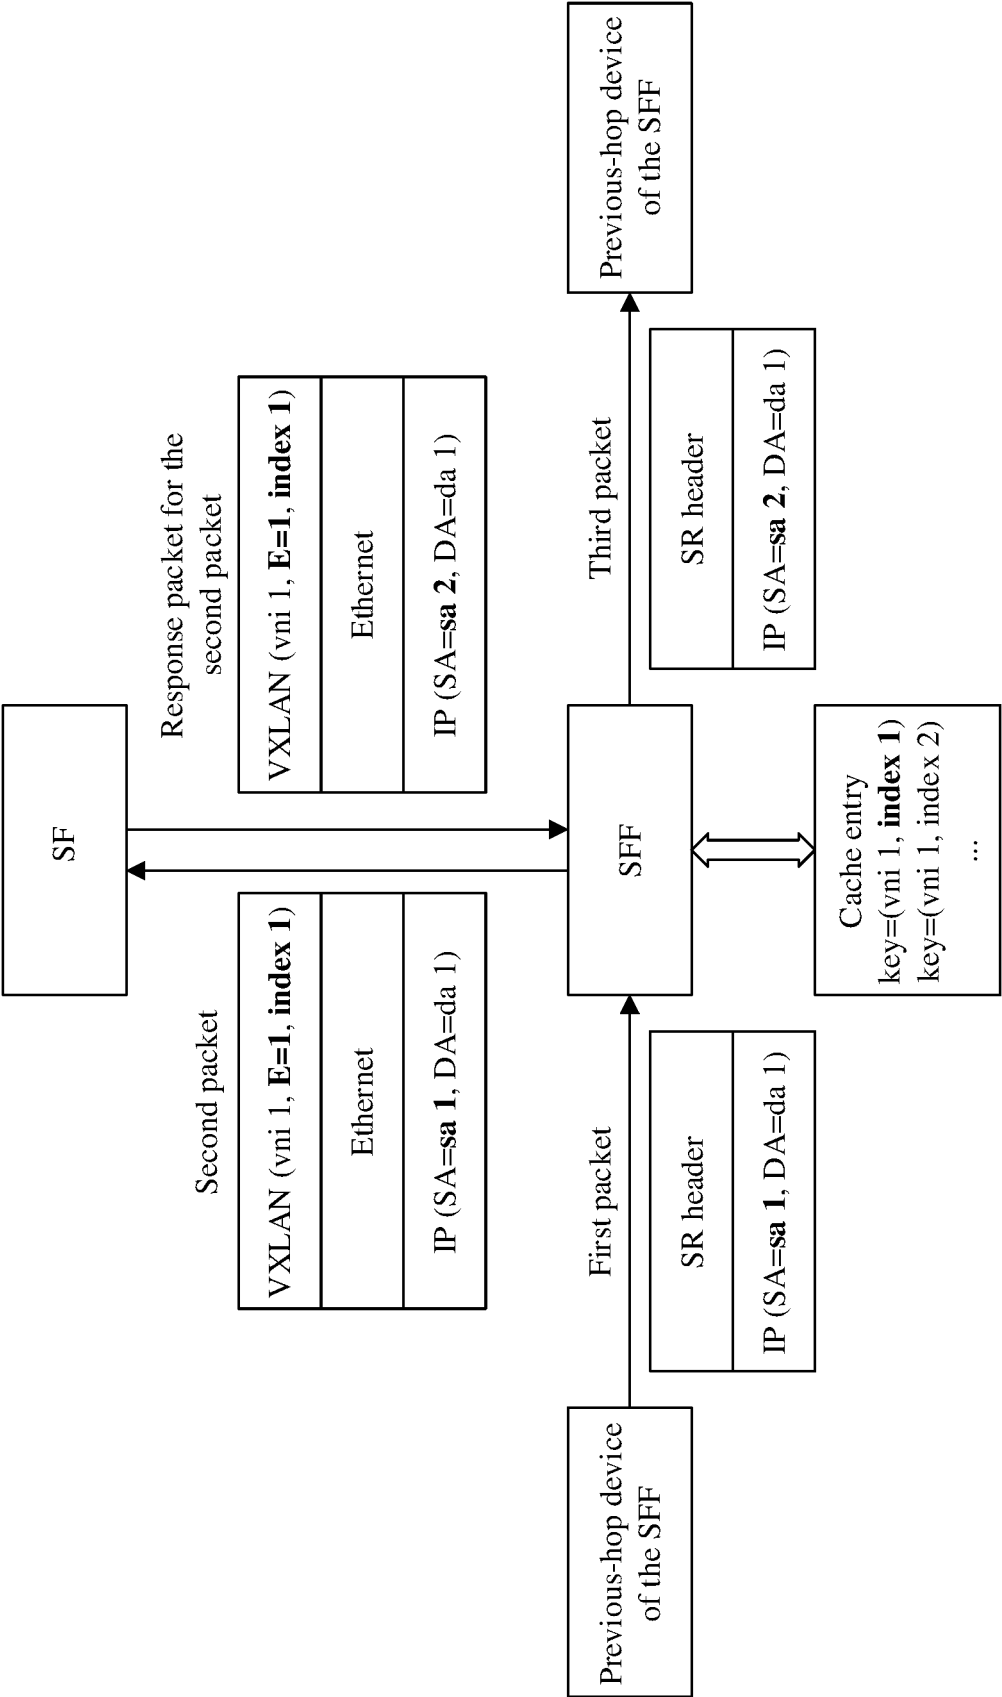 SF
Second packet
VXLAN (vni 1, E=1, index 1)
Ethernet
IP (SA=sa 1, DA=da 1)
Response packet for the
second packet
VXLAN (vni 1, E=1, index 1)
Ethernet
IP (SA=sa 2, DA=da 1)
Previous-hop device
of the SFF
First packet
SR header
IP (SA=sa 1, DA=da 1)
SFF
Third packet
SR header
IP (SA=sa 2, DA=da 1)
Previous-hop device
of the SFF
Cache entry
key=(vni 1, index 1)
key=(vni 1, index 2)
...